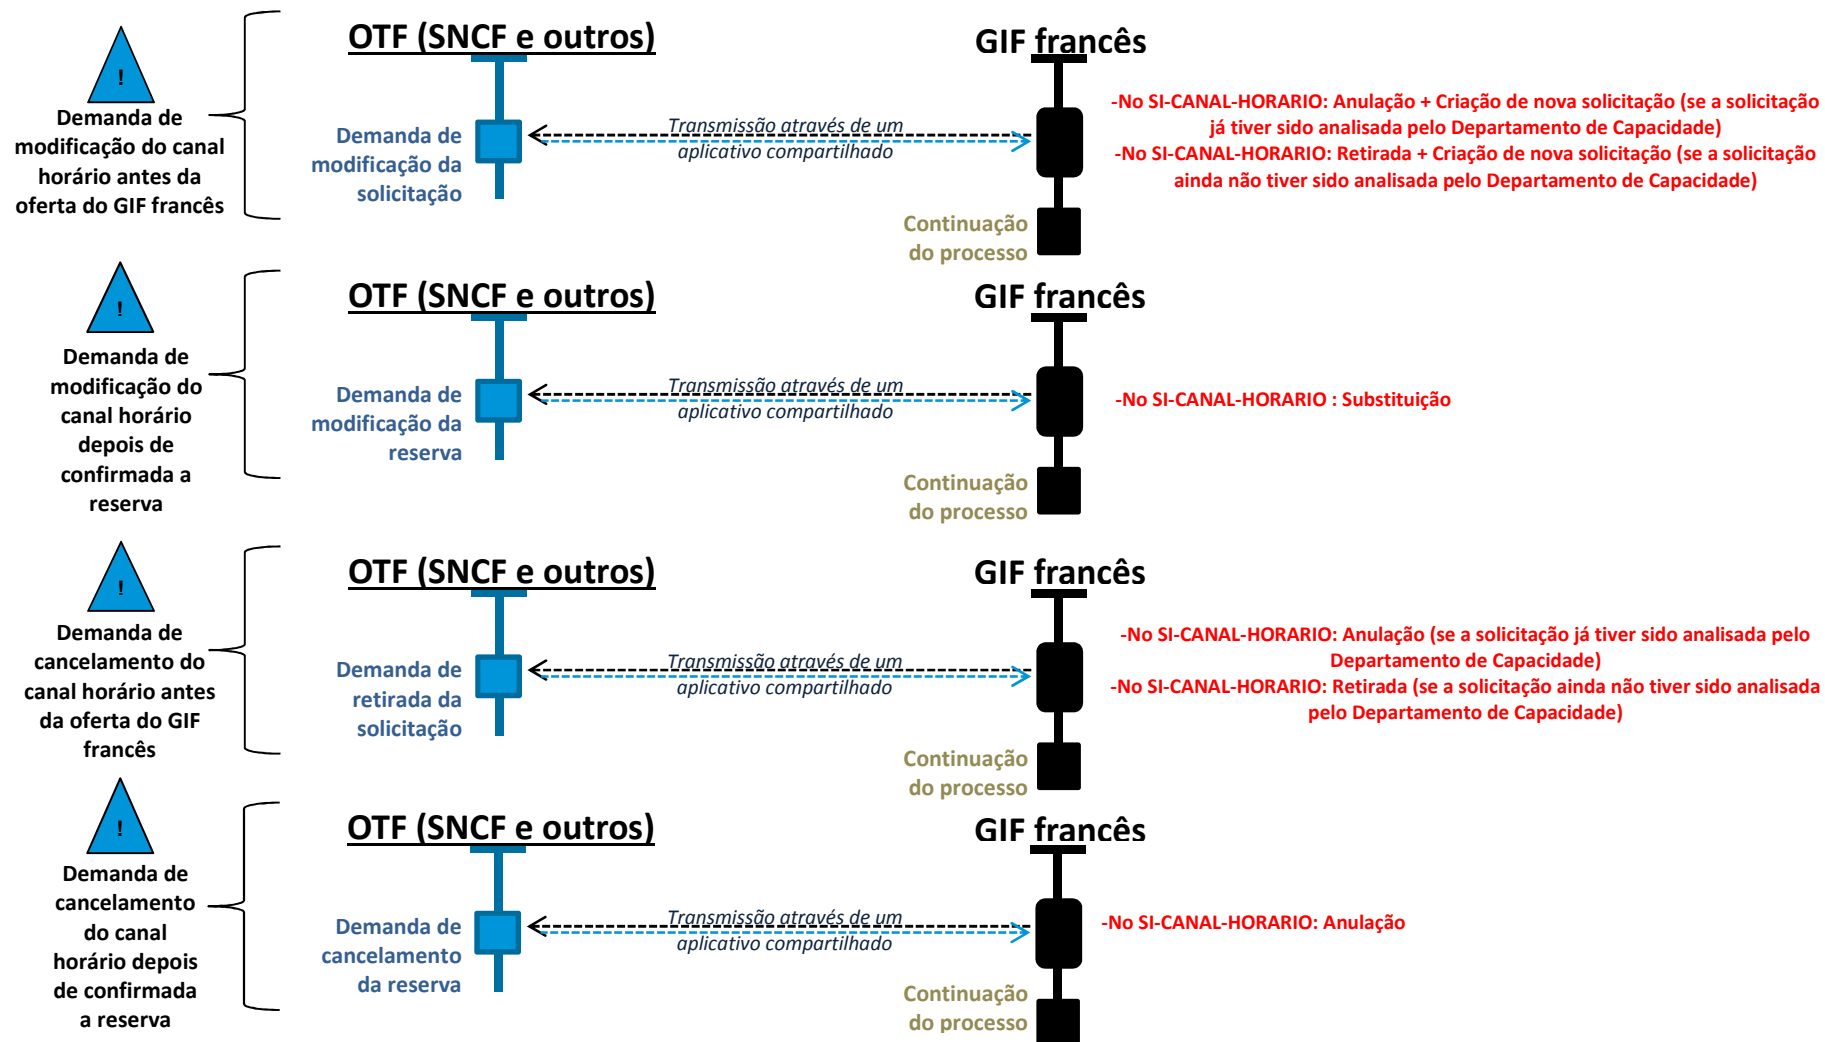 OTF (SNCF e outros)
GIF francês
!
Demanda de
modificação do canal
horário antes da
oferta do GIF francês
Demanda de
modificação da
solicitação
Transmissão através de um
aplicativo compartilhado
-No SI-CANAL-HORARIO: Anulação + Criação de nova solicitação (se a solicitação
já tiver sido analisada pelo Departamento de Capacidade)
-No SI-CANAL-HORARIO: Retirada + Criação de nova solicitação (se a solicitação
ainda não tiver sido analisada pelo Departamento de Capacidade)
Continuação
do processo
OTF (SNCF e outros)
GIF francês
!
Demanda de
modificação do
canal horário
depois de
confirmada a
reserva
Demanda de
modificação da
reserva
Transmissão através de um
aplicativo compartilhado
-No SI-CANAL-HORARIO : Substituição
Continuação
do processo
OTF (SNCF e outros)
GIF francês
!
Demanda de
cancelamento do
canal horário antes
da oferta do GIF
francês
Demanda de
retirada da
solicitação
Transmissão através de um
aplicativo compartilhado
-No SI-CANAL-HORARIO: Anulação (se a solicitação já tiver sido analisada pelo
Departamento de Capacidade)
-No SI-CANAL-HORARIO: Retirada (se a solicitação ainda não tiver sido analisada
pelo Departamento de Capacidade)
Continuação
do processo
OTF (SNCF e outros)
GIF francês
!
Demanda de
cancelamento
do canal
horário depois
de confirmada
a reserva
Demanda de
cancelamento
da reserva
Transmissão através de um
aplicativo compartilhado
-No SI-CANAL-HORARIO: Anulação
Continuação
do processo